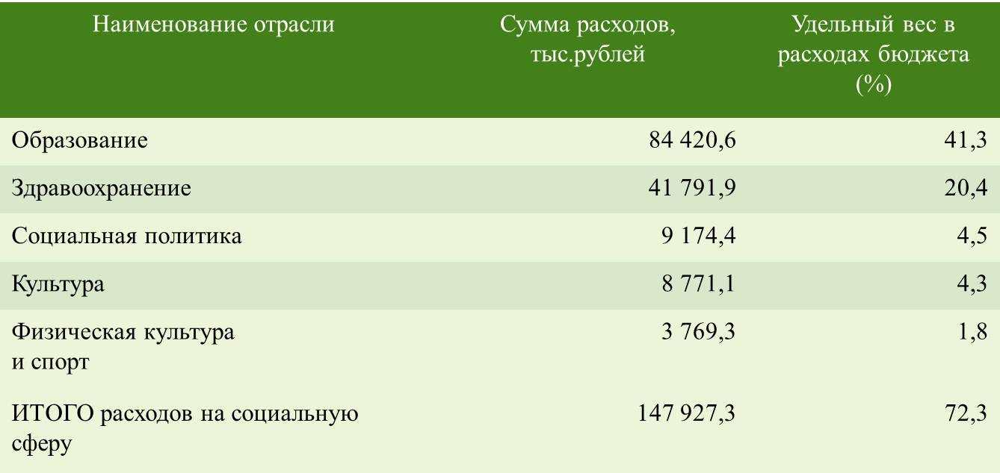 Наименование отрасли
Сумма расходов,
тыс.рублей
Удельный вес в
расходах бюджета
(%)
Образование 84 420,6 41,3
Здравоохранение 41 791,9 20,4
Социальная политика 9 174,4 4,5
Культура 8 771,1 4,3
Физическая культура
и спорт 3 769,3 1,8
ИТОГО расходов на социальную
сферу 147 927,3 72,3